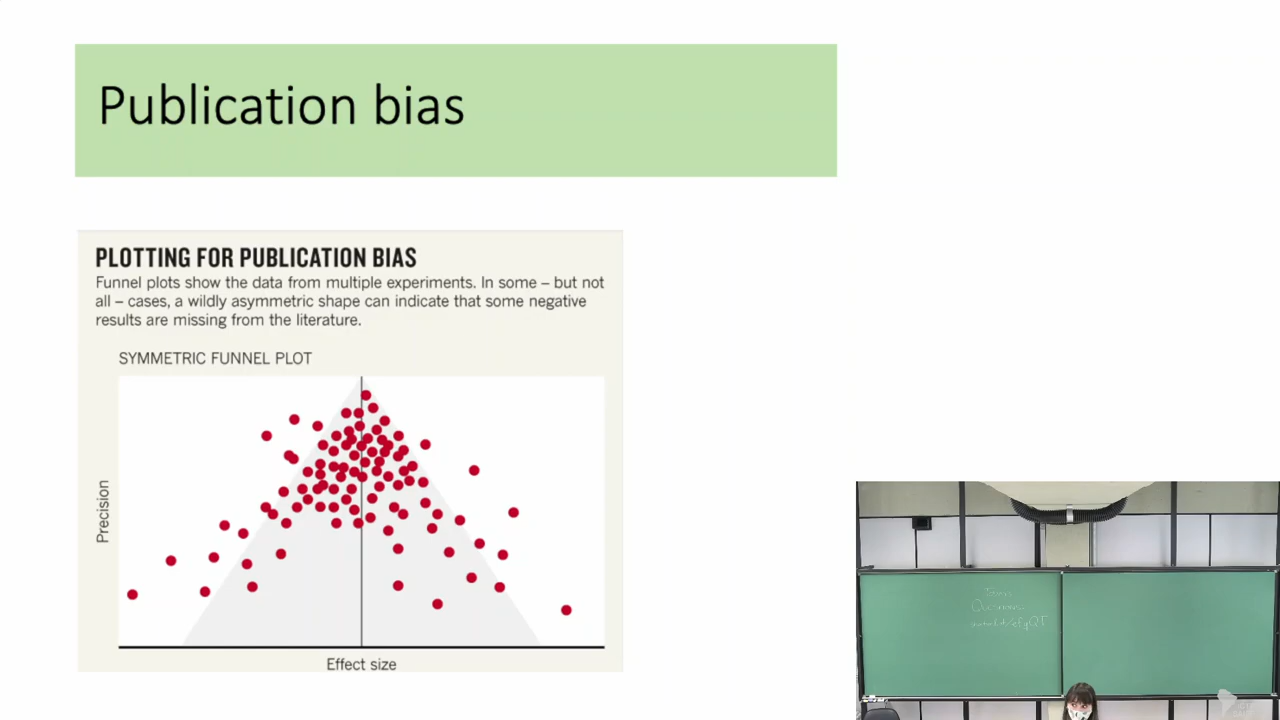 Publication bias
PLOTTING FOR PUBLICATION BIAS
Funnel plots show the data from multiple experiments. In some – but not
all – cases, a wildly asymmetric shape can indicate that some negative
results are missing from the literature.
SYMMETRIC FUNNEL PLOT
Precision
Effect size
Questions